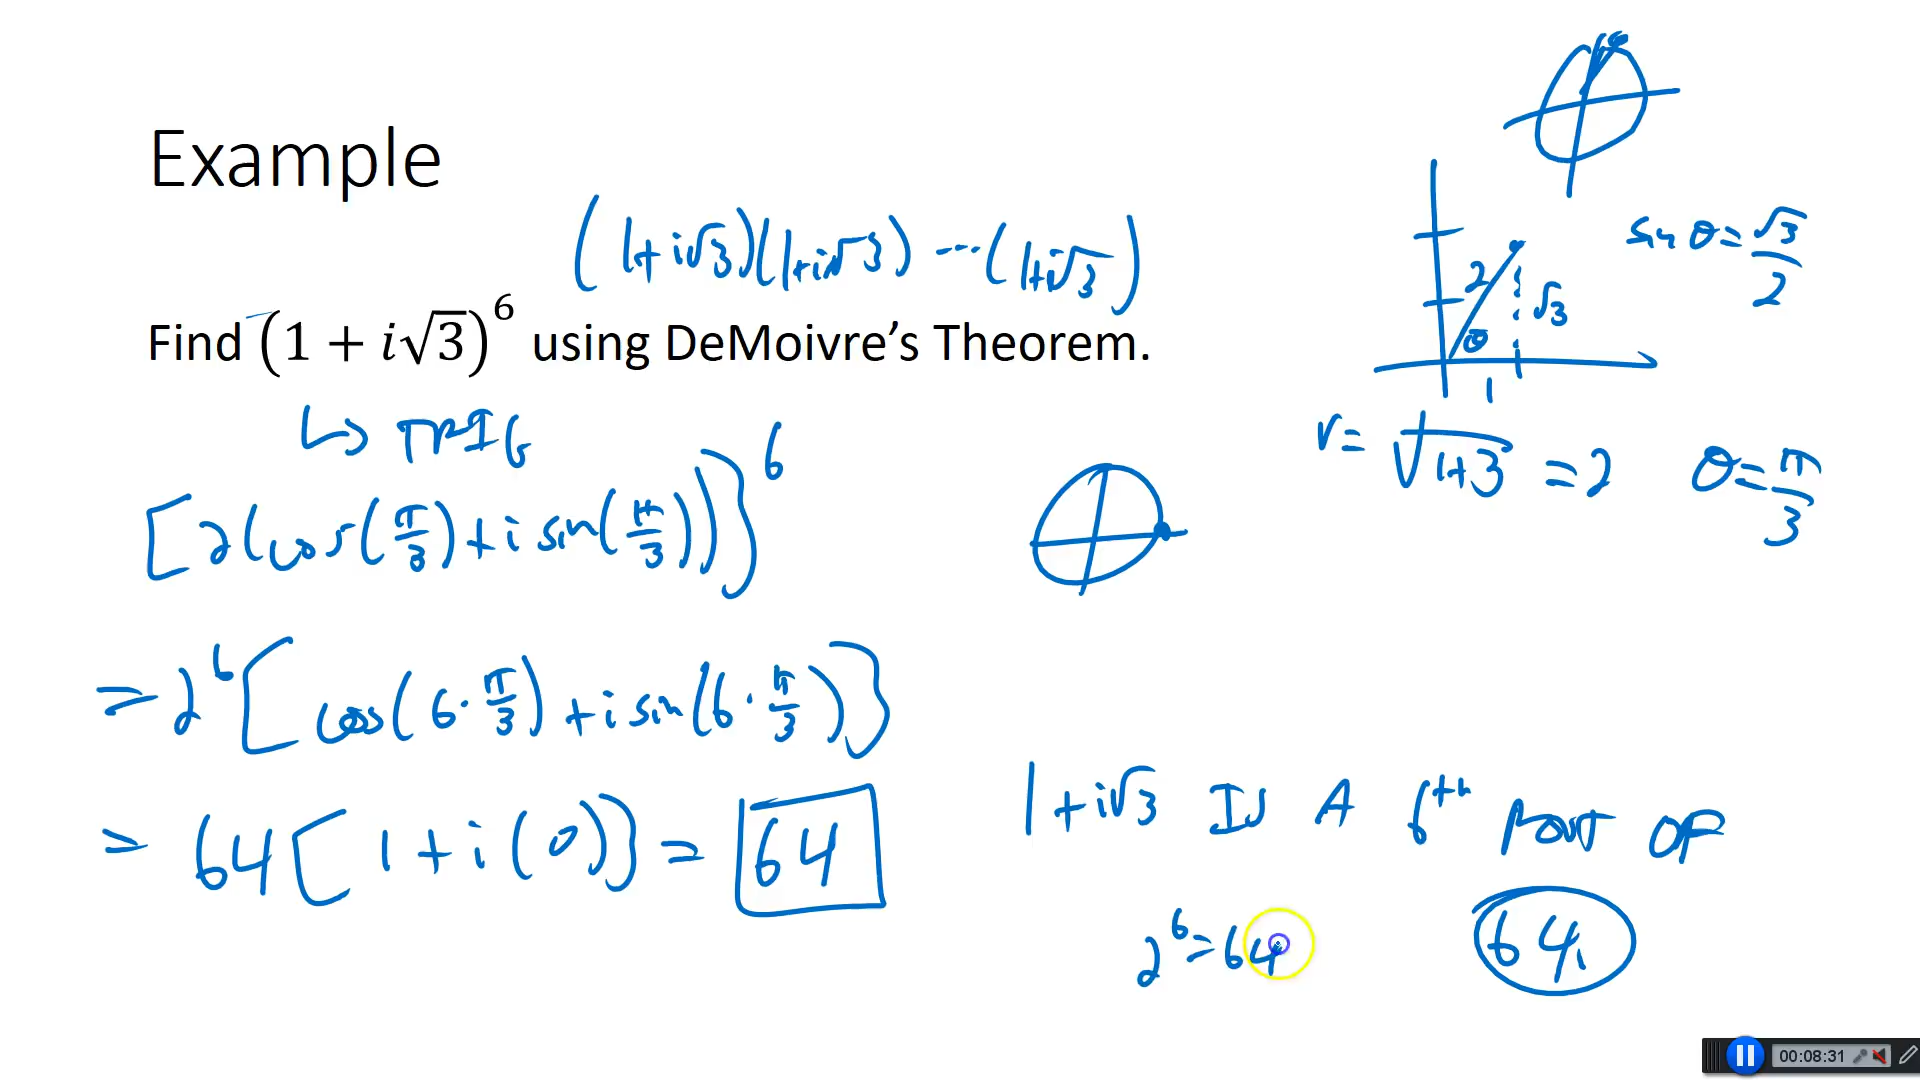 Example
(1+i√3)(1+i√3) ... (1+i√3)
Find (1 + i√3)^6 using DeMoivre's Theorem.
↳ TRIG
[2(cos(π/3)+i sin(π/3))]^6
= 2^6 [cos(6·π/3)+i sin(6·π/3)]
= 64 [1+i(0)] = 64
2
√3
θ
1
sin θ = √3/2
r = √1+3 = 2
θ = π/3
1+i√3 IS A 6th ROOT OF
64.
2^6 = 64
00:08:31